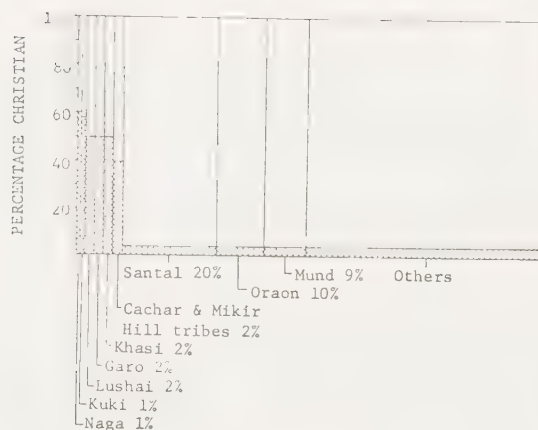 PERCENTAGE CHRISTIAN
1
80
60
40
20
Santal 20%
Mund 9%
Others
Oraon 10%
Cachar & Mikir
Hill tribes 2%
Khasi 2%
Garo 2%
Lushai 2%
Kuki 1%
Naga 1%